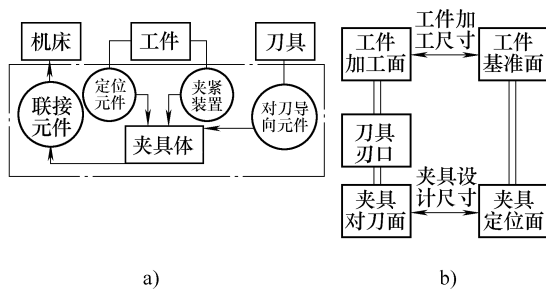 机床
工件
刀具
联接
元件
定位
元件
夹紧
装置
对刀导
向元件
夹具体
a)
工件
加工面
工件加
工尺寸
工件
基准面
刀具
刃口
夹具
对刀面
夹具设
计尺寸
夹具
定位面
b)